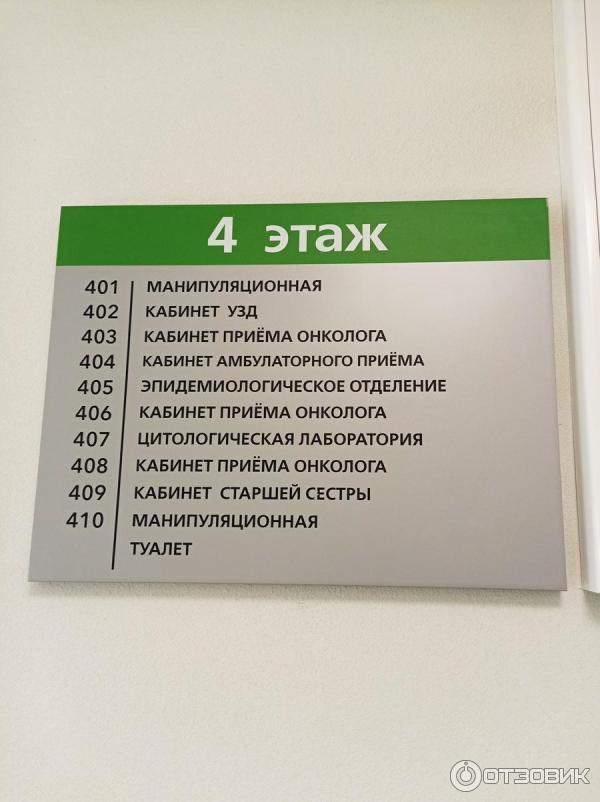 4 этаж
401 МАНИПУЛЯЦИОННАЯ
402 КАБИНЕТ УЗД
403 КАБИНЕТ ПРИЁМА ОНКОЛОГА
404 КАБИНЕТ АМБУЛАТОРНОГО ПРИЁМА
405 ЭПИДЕМИОЛОГИЧЕСКОЕ ОТДЕЛЕНИЕ
406 КАБИНЕТ ПРИЁМА ОНКОЛОГА
407 ЦИТОЛОГИЧЕСКАЯ ЛАБОРАТОРИЯ
408 КАБИНЕТ ПРИЁМА ОНКОЛОГА
409 КАБИНЕТ СТАРШЕЙ СЕСТРЫ
410 МАНИПУЛЯЦИОННАЯ
ТУАЛЕТ
ОТЗОВИК